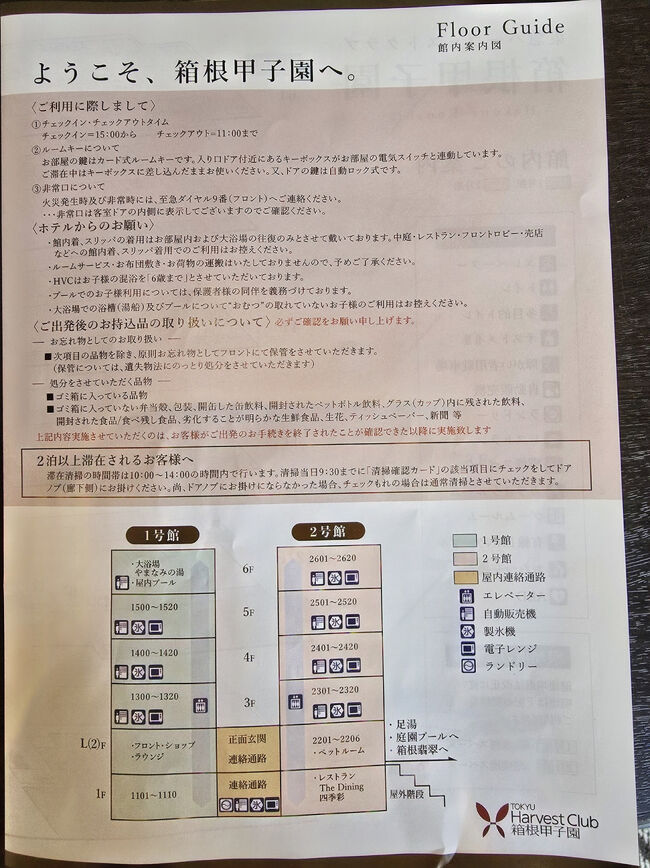 Floor Guide
館内案内図
ようこそ、箱根甲子園へ。
〈ご利用に際しまして〉
①チェックイン・チェックアウトタイム
チェックイン=15:00から　チェックアウト=11:00まで
②ルームキーについて
お部屋の鍵はカード式ルームキーです。入り口ドア付近にあるキーボックスがお部屋の電気スイッチと連動しています。
ご滞在中はキーボックスに差し込んだままお使いください。又、ドアの鍵は自動ロック式です。
③非常口について
火災発生時及び非常時には、至急ダイヤル9番(フロント)へご連絡ください。
・・・非常口は客室ドアの内側に表示してございますのでご確認ください。
〈ホテルからのお願い〉
・館内着、スリッパの着用はお部屋内および大浴場の往復のみとさせて戴いております。中庭・レストラン・フロントロビー・売店
などへの館内着、スリッパ着用でのご利用はお控えください。
・ルームサービス・お布団敷き・お荷物の運搬はいたしておりませんので、予めご了承ください。
・HVCはお子様の混浴を「6歳まで」とさせていただいております。
・プールでのお子様利用については、保護者様の同伴を義務づけております。
・大浴場での浴槽(湯船)及びプールについて"おむつ"の取れていないお子様のご利用はお控えください。
〈ご出発後のお持込品の取り扱いについて〉必ずご確認をお願い申し上げます。
― お忘れ物としてのお取り扱い ―
■次項目の品物を除き、原則お忘れ物としてフロントにて保管をさせていただきます。
(保管については、遺失物法にのっとり処分をさせていただきます)
― 処分をさせていただく品物 ―
■ゴミ箱に入っている品物
■ゴミ箱に入っていない弁当殻、包装、開缶した缶飲料、開封されたペットボトル飲料、グラス(カップ)内に残された飲料、
開封された食品/食べ残し食品、劣化することが明らかな生鮮食品、生花、ティッシュペーパー、新聞 等
上記内容実施させていただくのは、お客様がご出発のお手続きを終了されたことが確認できた以降に実施致します
2泊以上滞在されるお客様へ
滞在清掃の時間帯は10:00～14:00の時間内で行います。清掃当日9:30までに「清掃確認カード」の該当項目にチェックをしてドア
ノブ(廊下側)にお掛けください。尚、ドアノブにお掛けにならなかった場合、チェックもれの場合は通常清掃とさせていただきます。
1号館
2号館
・大浴場
やまなみの湯
・屋内プール
6F
2601～2620
1500～1520
5F
2501～2520
1400～1420
4F
2401～2420
1300～1320
3F
2301～2320
L(2)F
・フロント・ショップ
・ラウンジ
正面玄関
連絡通路
2201～2206
・ペットルーム
1F
1101～1110
連絡通路
・レストラン
The Dining
四季彩
1号館
2号館
屋内連絡通路
エレベーター
自動販売機
氷 製氷機
電子レンジ
ランドリー
・足湯
・庭園プールへ
・箱根翡翠へ
屋外階段
TOKYU
Harvest Club
箱根甲子園